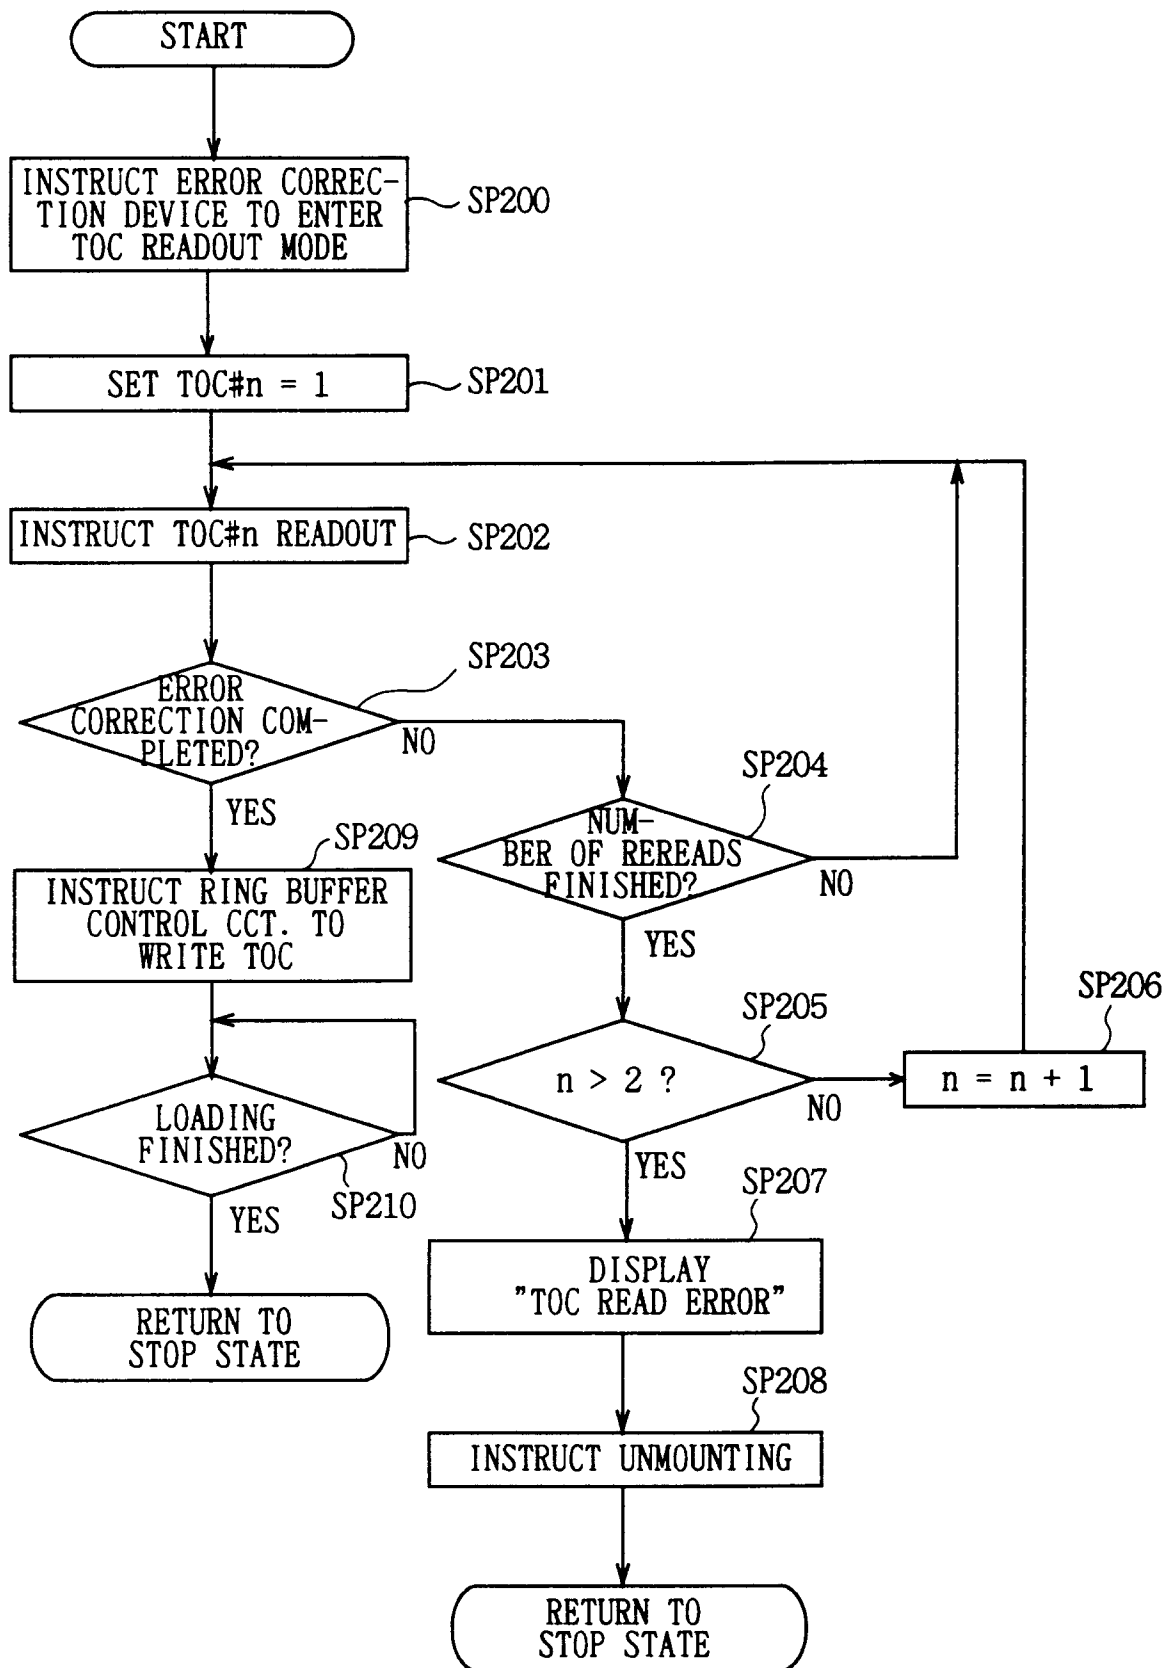 START
INSTRUCT ERROR CORREC-
TION DEVICE TO ENTER
TOC READOUT MODE
SP200
SET TOC#n = 1
SP201
INSTRUCT TOC#n READOUT
SP202
ERROR
CORRECTION COM-
PLETED?
SP203
NO
YES
NUM-
BER OF REREADS
FINISHED?
SP204
NO
YES
INSTRUCT RING BUFFER
CONTROL CCT. TO
WRITE TOC
SP209
n > 2 ?
SP205
NO
YES
n = n + 1
SP206
LOADING
FINISHED?
NO
SP210
YES
DISPLAY
"TOC READ ERROR"
SP207
RETURN TO
STOP STATE
INSTRUCT UNMOUNTING
SP208
RETURN TO
STOP STATE